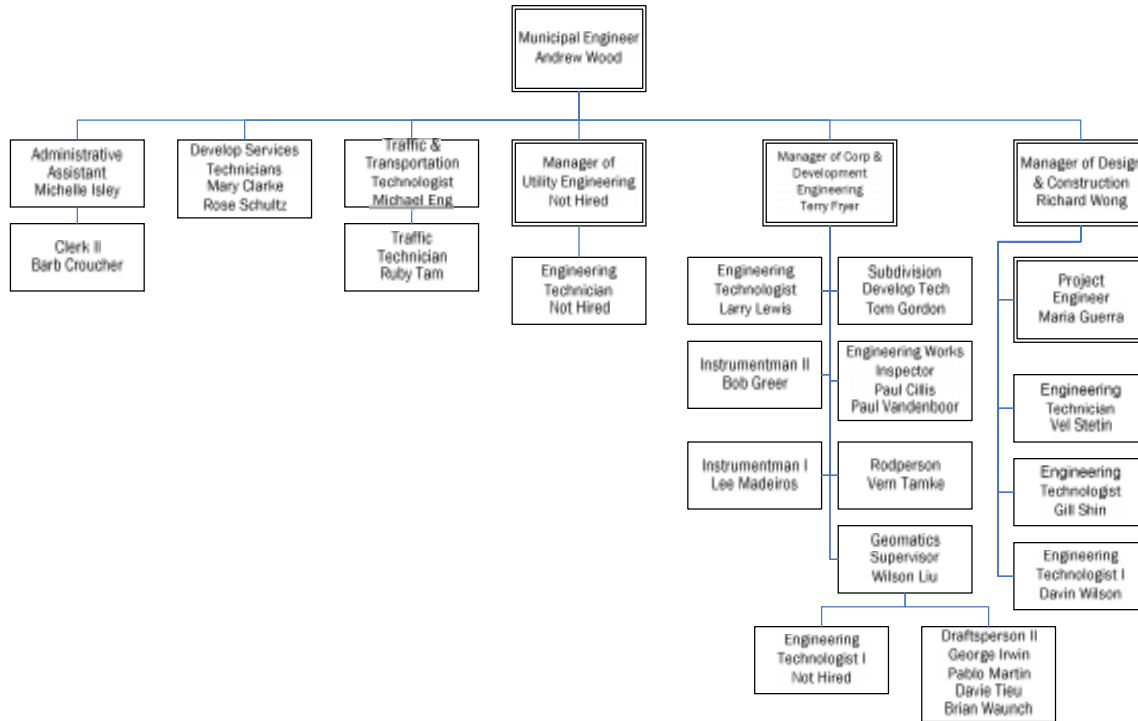 Municipal Engineer
Andrew Wood
Administrative
Assistant
Michelle Isley
Develop Services
Technicians
Mary Clarke
Rose Schultz
Traffic &
Transportation
Technologist
Michael Eng
Manager of
Utility Engineering
Not Hired
Manager of Corp &
Development
Engineering
Terry Fryer
Manager of Design
& Construction
Richard Wong
Clerk II
Barb Croucher
Traffic
Technician
Ruby Tam
Engineering
Technician
Not Hired
Engineering
Technologist
Larry Lewis
Subdivision
Develop Tech
Tom Gordon
Project
Engineer
Maria Guerra
Instrumentman II
Bob Greer
Engineering Works
Inspector
Paul Cillis
Paul Vandenboor
Engineering
Technician
Vel Stetin
Instrumentman I
Lee Madeiros
Rodperson
Vern Tamke
Engineering
Technologist
Gill Shin
Geomatics
Supervisor
Wilson Liu
Engineering
Technologist I
Davin Wilson
Engineering
Technologist I
Not Hired
Draftsperson II
George Irwin
Pablo Martin
Davie Tieu
Brian Waunch